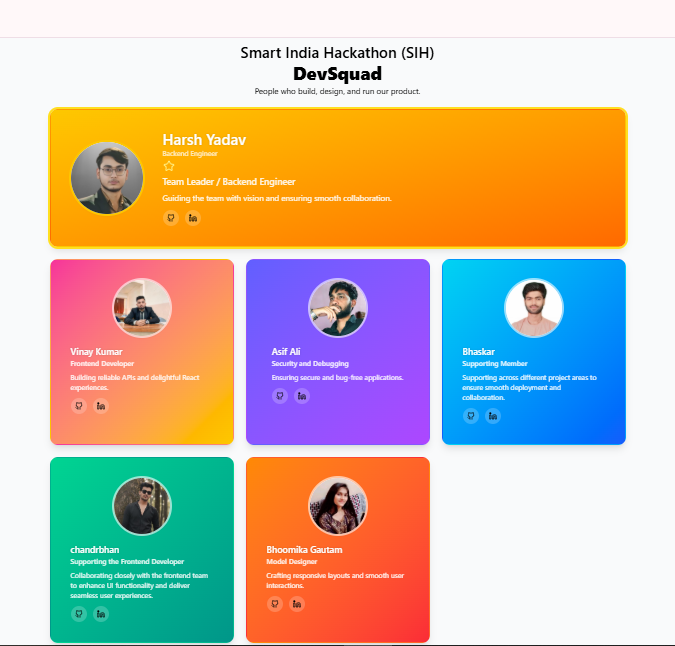 Smart India Hackathon (SIH)
DevSquad
People who build, design, and run our product.
Harsh Yadav
Backend Engineer
Team Leader / Backend Engineer
Guiding the team with vision and ensuring smooth collaboration.
Vinay Kumar
Frontend Developer
Building reliable APIs and delightful React
experiences.
Asif Ali
Security and Debugging
Ensuring secure and bug-free applications.
Bhaskar
Supporting Member
Supporting across different project areas to
ensure smooth deployment and
collaboration.
chandrbhan
Supporting the Frontend Developer
Collaborating closely with the frontend team
to enhance UI functionality and deliver
seamless user experiences.
Bhoomika Gautam
Model Designer
Crafting responsive layouts and smooth user
interactions.